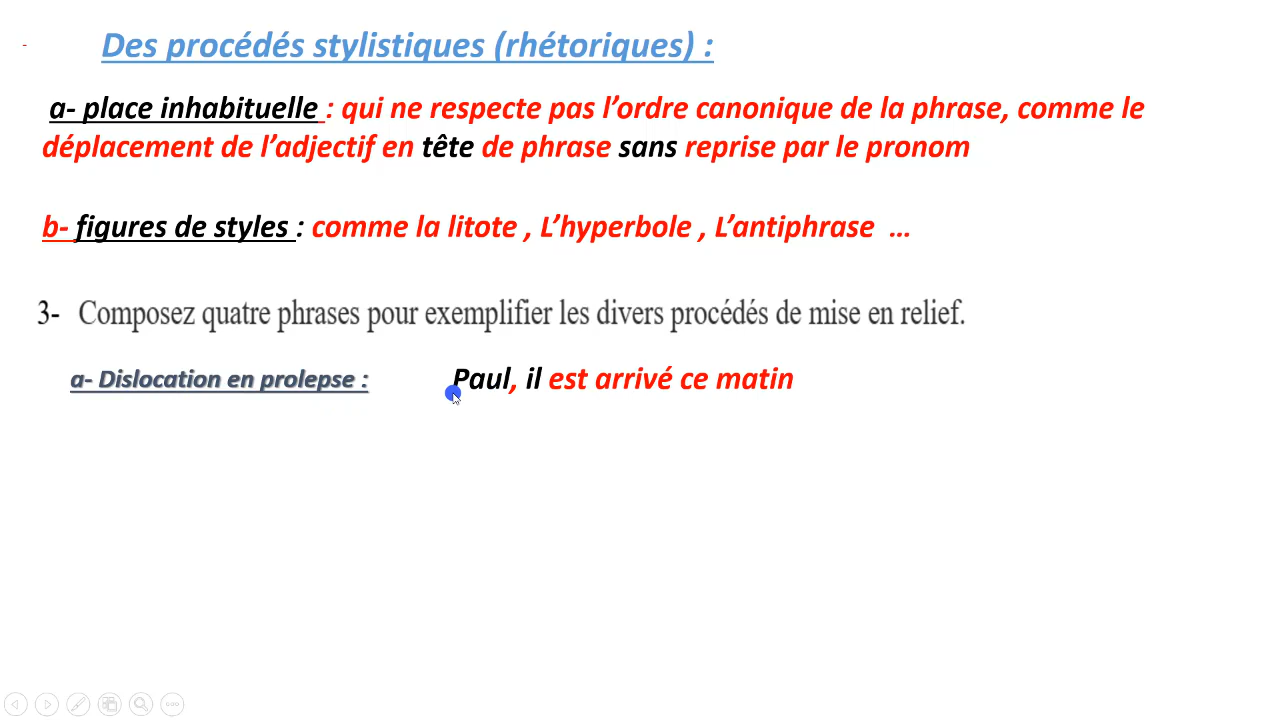 Des procédés stylistiques (rhétoriques) :
a- place inhabituelle : qui ne respecte pas l’ordre canonique de la phrase, comme le
déplacement de l’adjectif en tête de phrase sans reprise par le pronom
b- figures de styles : comme la litote , L’hyperbole , L’antiphrase ...
3- Composez quatre phrases pour exemplifier les divers procédés de mise en relief.
a- Dislocation en prolepse : Paul, il est arrivé ce matin